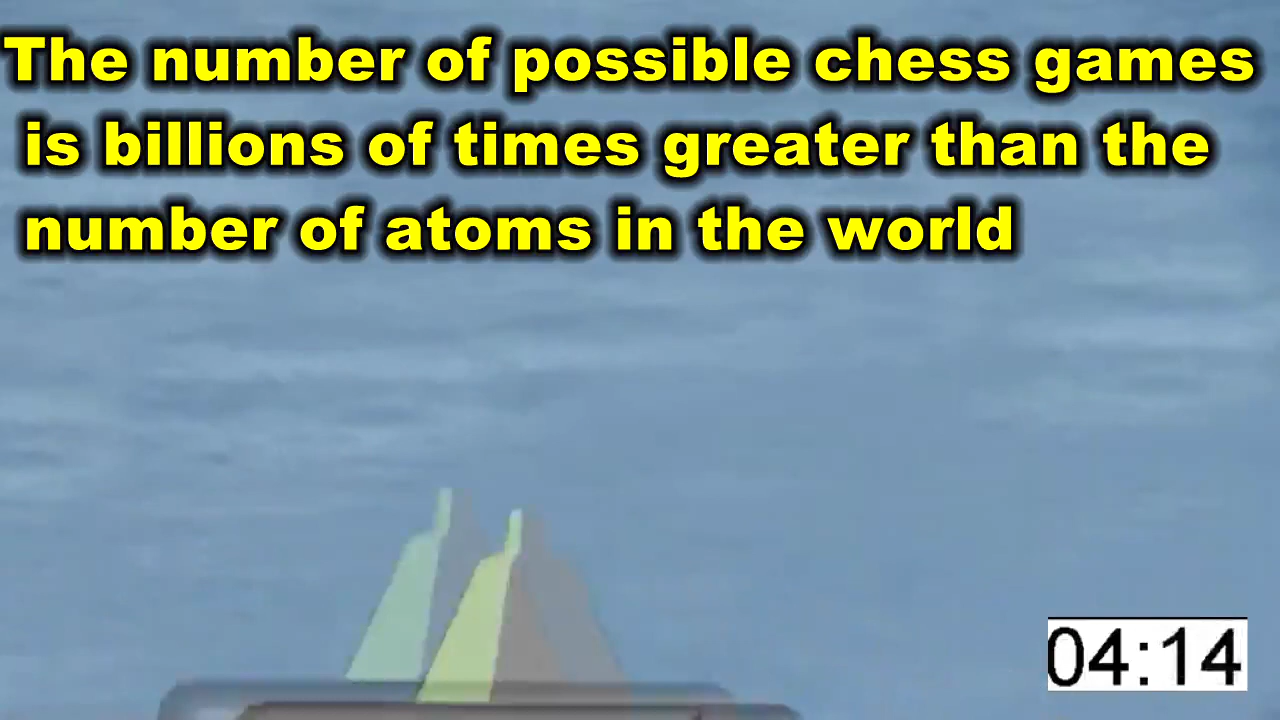 The number of possible chess games
is billions of times greater than the
number of atoms in the world
04:14